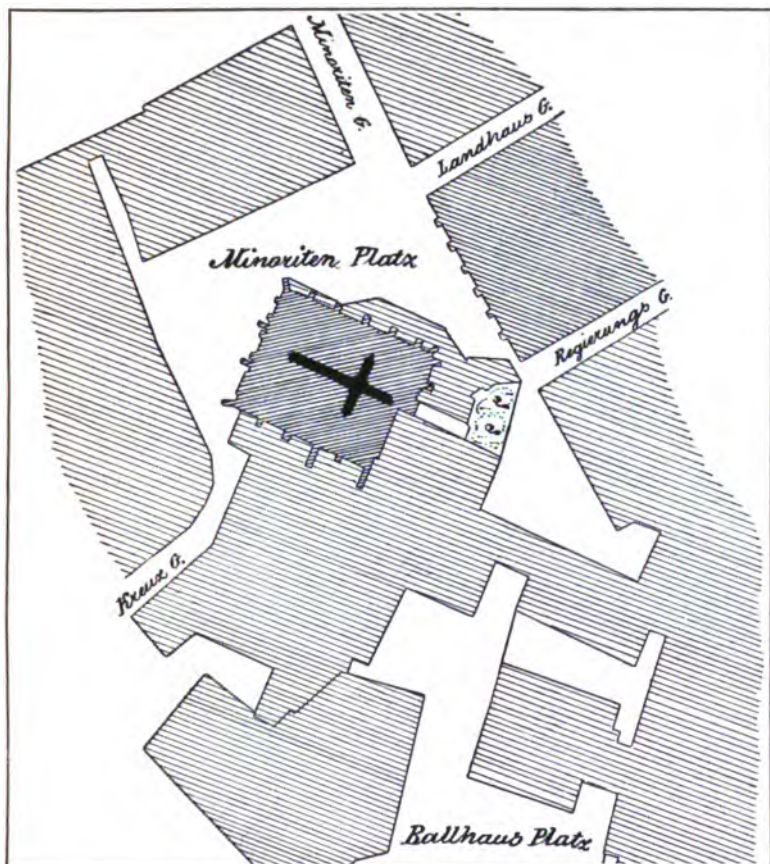 Minoriten G.
Landhaus G.
Minoriten Platz
Regierungs G.
Kreuz G.
Ballhaus Platz